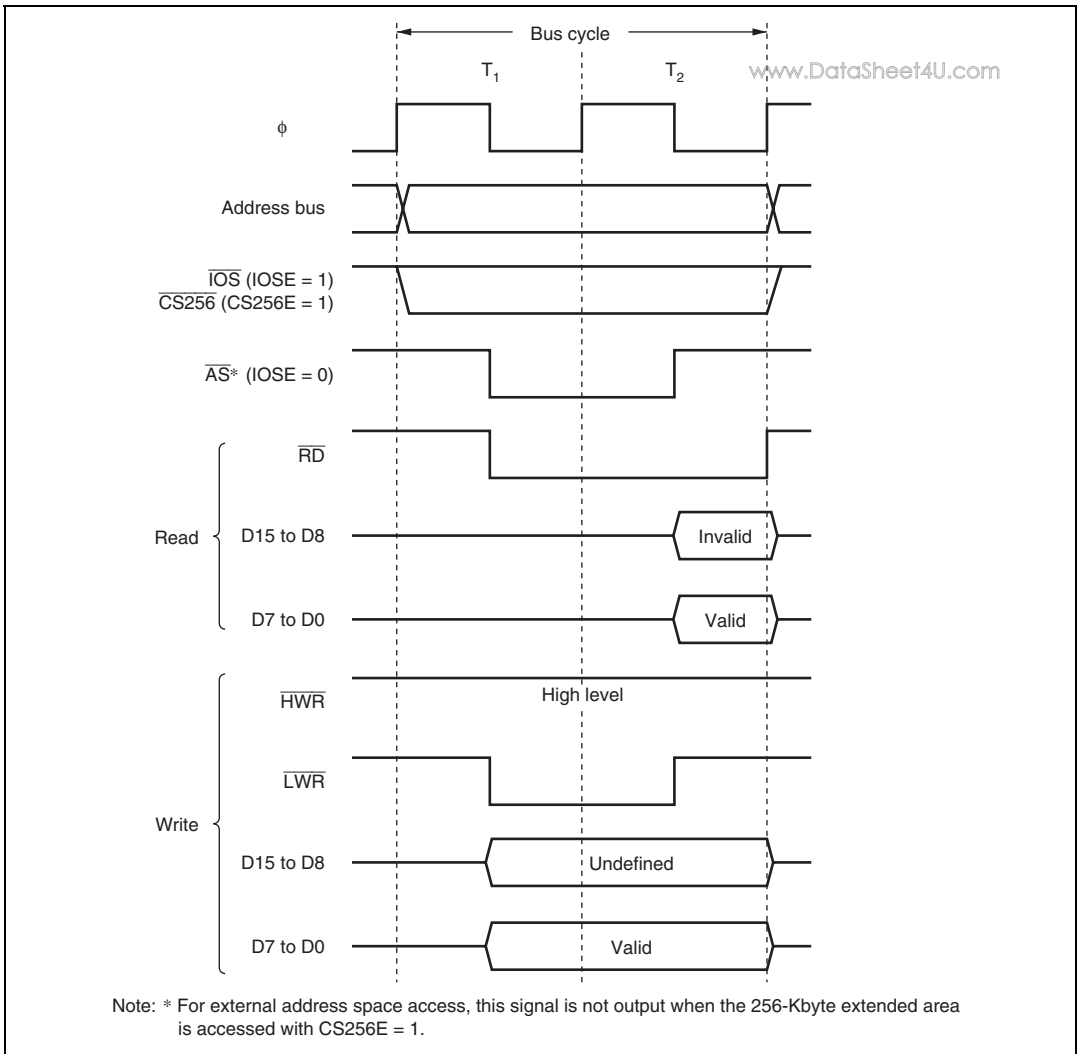 Bus cycle
T1 T2
www.DataSheet4U.com
ϕ
Address bus
IOS (IOSE = 1)
CS256 (CS256E = 1)
AS* (IOSE = 0)
RD
Read
D15 to D8
Invalid
D7 to D0
Valid
HWR
High level
LWR
Write
D15 to D8
Undefined
D7 to D0
Valid
Note: * For external address space access, this signal is not output when the 256-Kbyte extended area
is accessed with CS256E = 1.